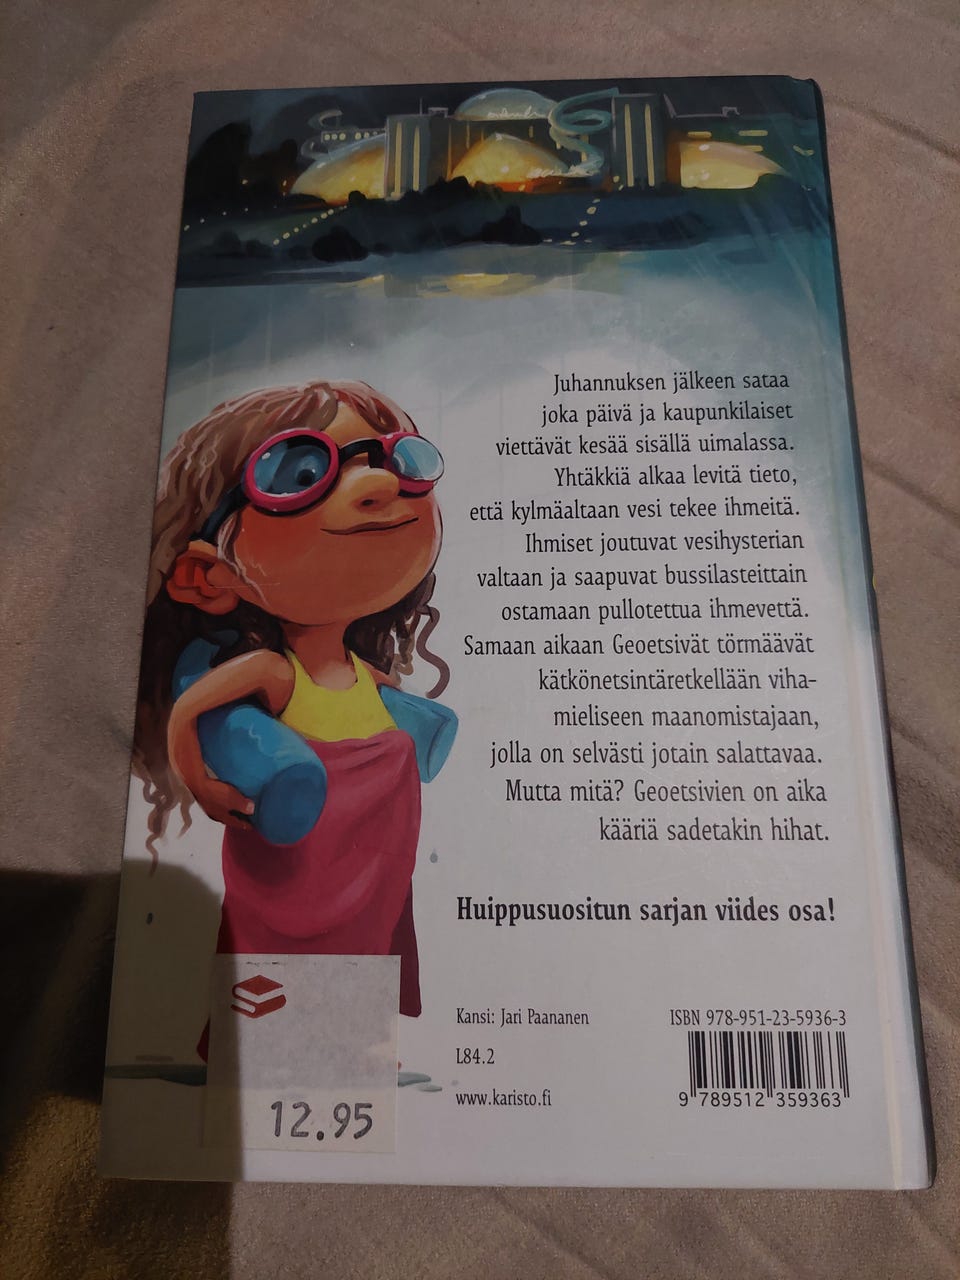 Juhannuksen jälkeen sataa
joka päivä ja kaupunkilaiset
viettävät kesää sisällä uimalassa.
Yhtäkkiä alkaa levitä tieto,
että kylmäaltaan vesi tekee ihmeitä.
Ihmiset joutuvat vesihysterian
valtaan ja saapuvat bussilasteittain
ostamaan pullotettua ihmevettä.
Samaan aikaan Geoetsivät törmäävät
kätkönetsintäretkellään viha-
mieliseen maanomistajaan,
jolla on selvästi jotain salattavaa.
Mutta mitä? Geoetsivien on aika
kääriä sadetakin hihat.
Huippusuositun sarjan viides osa!
Kansi: Jari Paananen
L84.2
www.karisto.fi
ISBN 978-951-23-5936-3
9 789512 359363
12.95